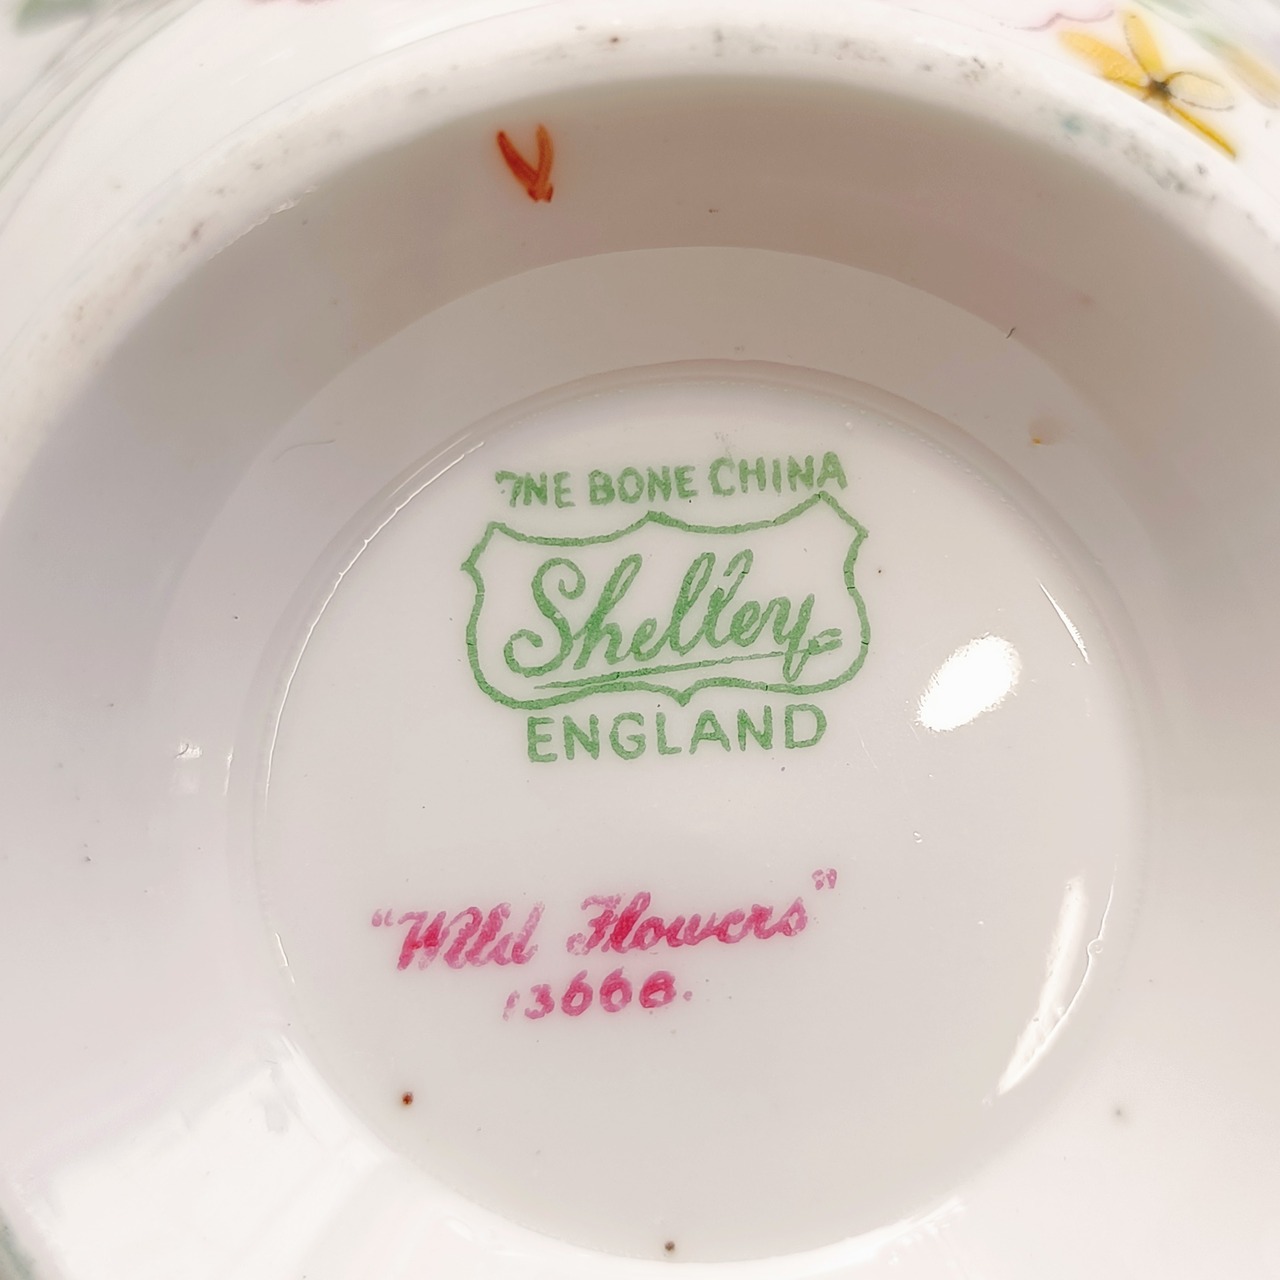 FINE BONE CHINA
Shelley
ENGLAND
"Wild Flowers"
13668.